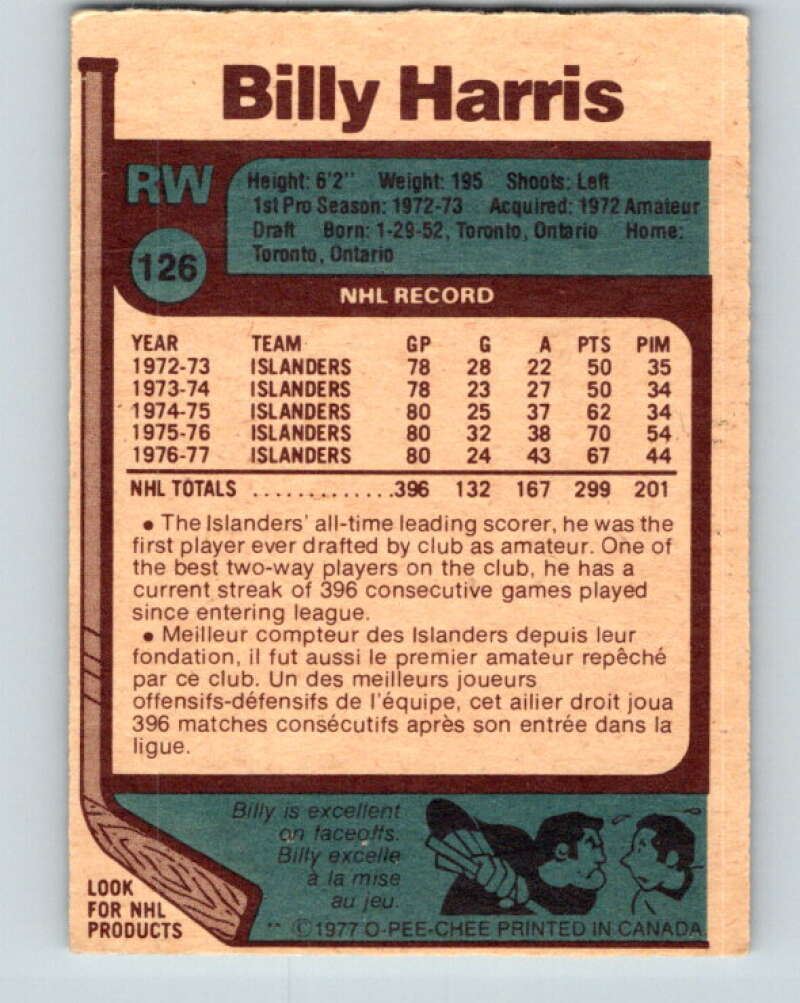 Billy Harris
RW
Height: 6'2" Weight: 195 Shoots: Left
1st Pro Season: 1972-73 Acquired: 1972 Amateur
Draft Born: 1-29-52, Toronto, Ontario Home:
Toronto, Ontario
126
NHL RECORD
YEAR TEAM GP G A PTS PIM
1972-73 ISLANDERS 78 28 22 50 35
1973-74 ISLANDERS 78 23 27 50 34
1974-75 ISLANDERS 80 25 37 62 34
1975-76 ISLANDERS 80 32 38 70 54
1976-77 ISLANDERS 80 24 43 67 44
NHL TOTALS .............396 132 167 299 201
• The Islanders' all-time leading scorer, he was the
first player ever drafted by club as amateur. One of
the best two-way players on the club, he has a
current streak of 396 consecutive games played
since entering league.
• Meilleur compteur des Islanders depuis leur
fondation, il fut aussi le premier amateur repêché
par ce club. Un des meilleurs joueurs
offensifs-défensifs de l'équipe, cet ailier droit joua
396 matches consécutifs après son entrée dans la
ligue.
Billy is excellent
on faceoffs.
Billy excelle
à la mise
au jeu.
LOOK
FOR NHL
PRODUCTS
** ©1977 O-PEE-CHEE PRINTED IN CANADA